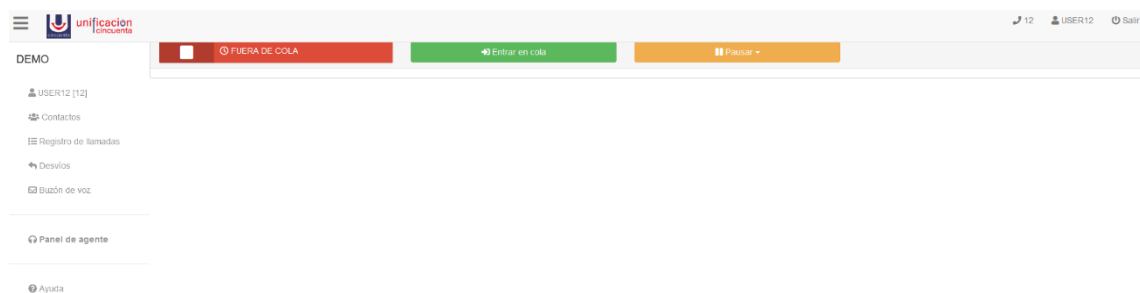 unificación
cincuenta
12 USER12 Salir
DEMO
FUERA DE COLA
Entrar en cola
Pausar
USER12 [12]
Contactos
Registro de llamadas
Desvíos
Buzón de voz
Panel de agente
Ayuda